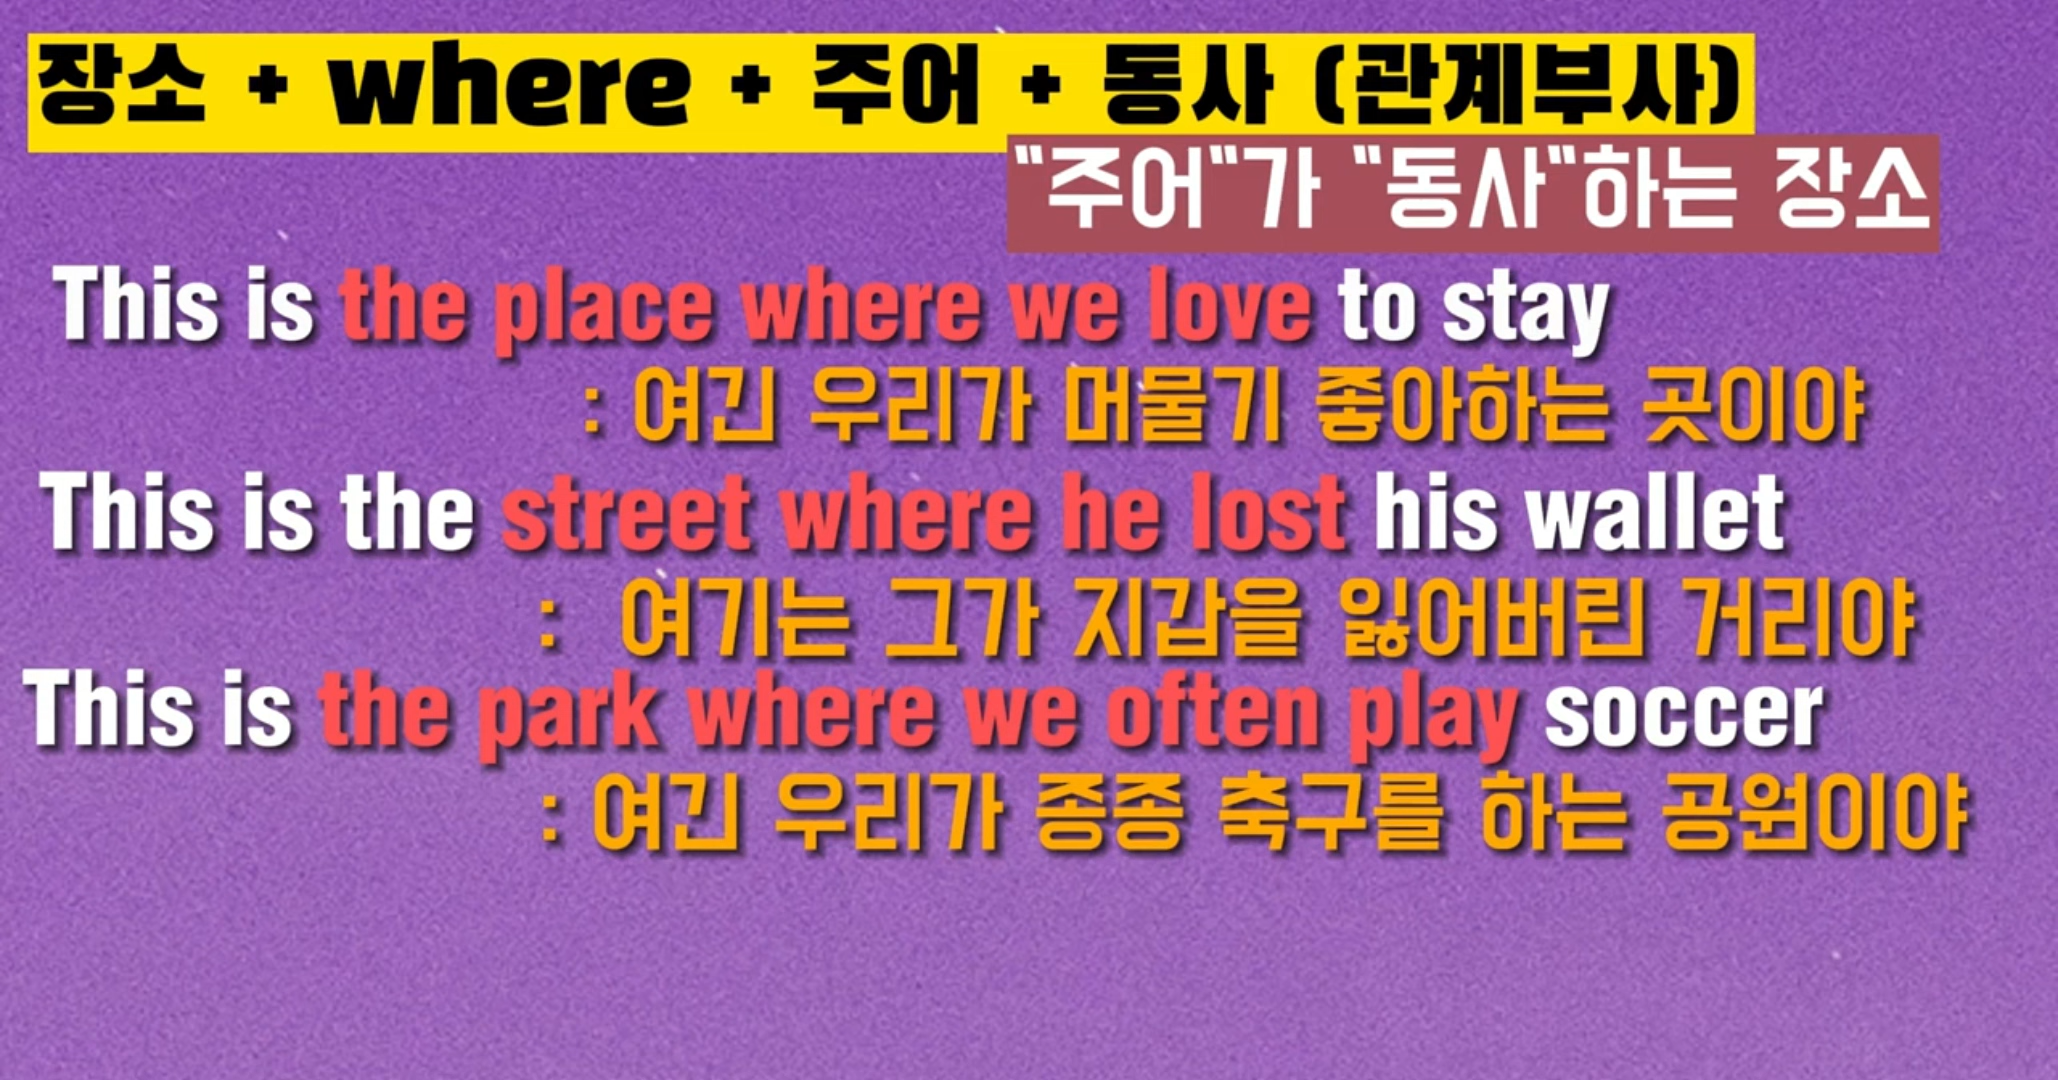 장소 + where + 주어 + 동사 (관계부사)
"주어"가 "동사"하는 장소
This is the place where we love to stay
: 여긴 우리가 머물기 좋아하는 곳이야
This is the street where he lost his wallet
: 여기는 그가 지갑을 잃어버린 거리야
This is the park where we often play soccer
: 여긴 우리가 종종 축구를 하는 공원이야